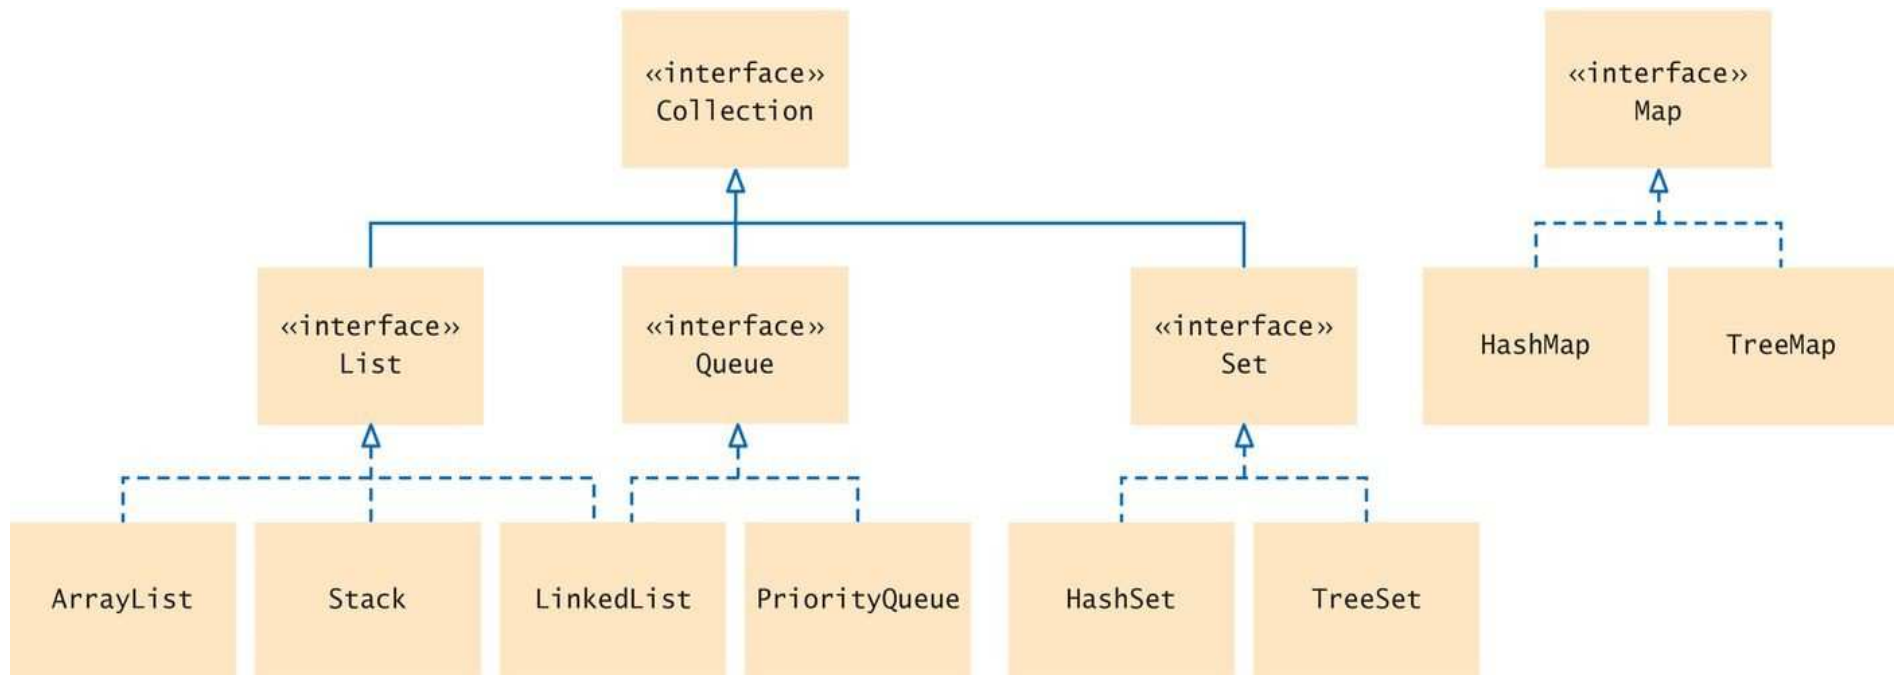 «interface»
Collection
«interface»
Map
«interface»
List
«interface»
Queue
«interface»
Set
HashMap
TreeMap
ArrayList
Stack
LinkedList
PriorityQueue
HashSet
TreeSet